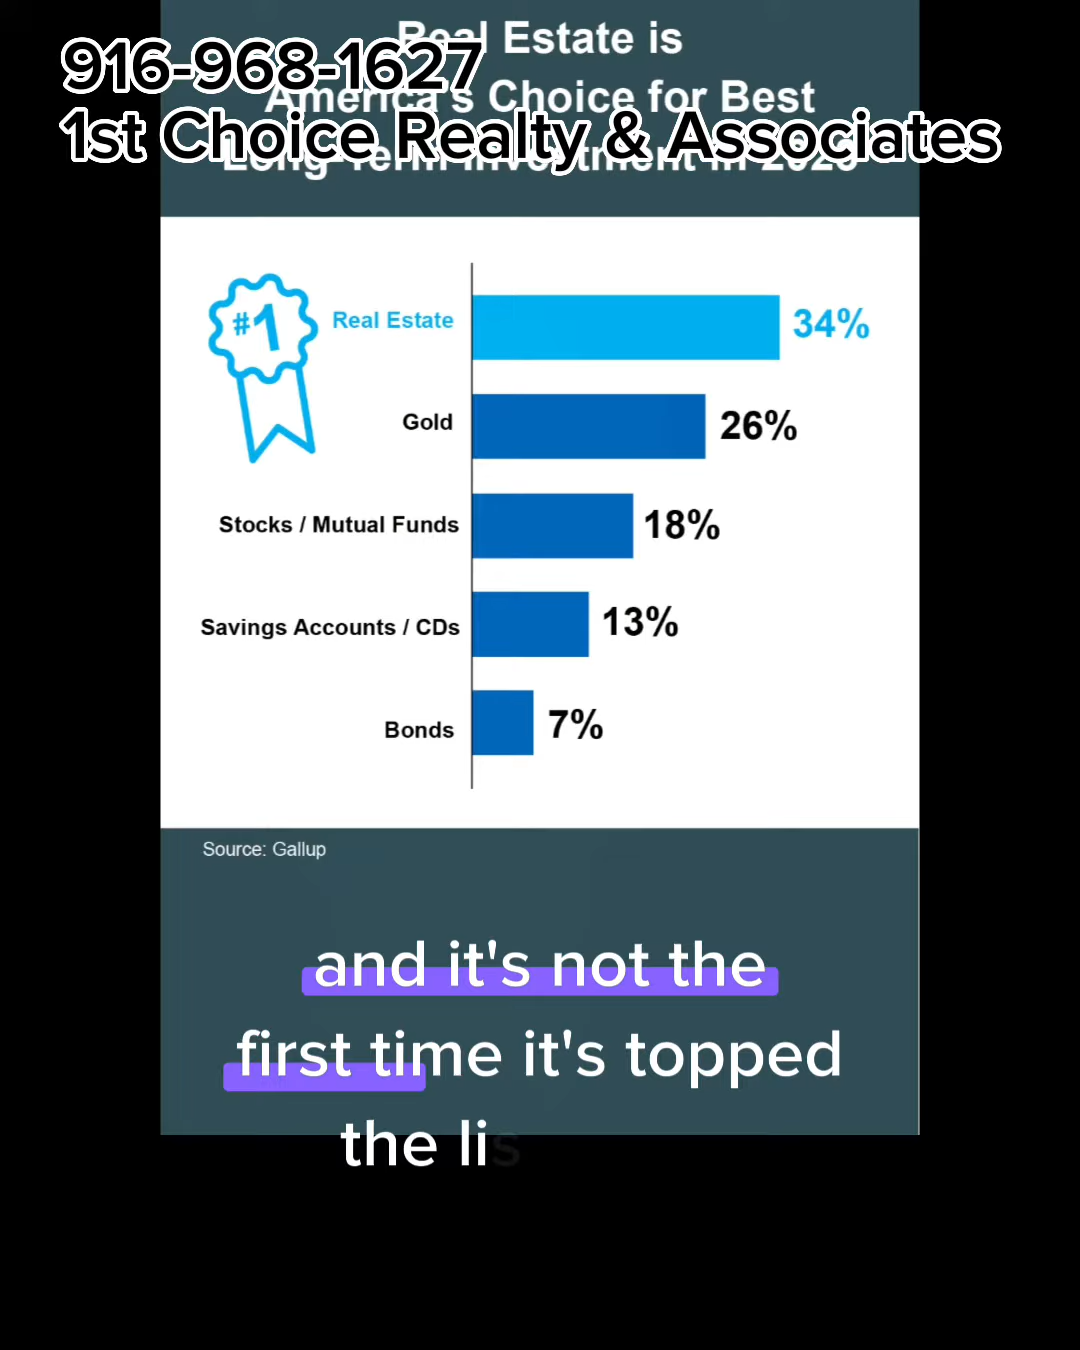 Real Estate is
America's Choice for Best
Long-Term Investment in 2023
916-968-1627
1st Choice Realty & Associates
#1
Real Estate
34%
Gold
26%
Stocks / Mutual Funds
18%
Savings Accounts / CDs
13%
Bonds
7%
Source: Gallup
and it's not the
first time it's topped
the lis